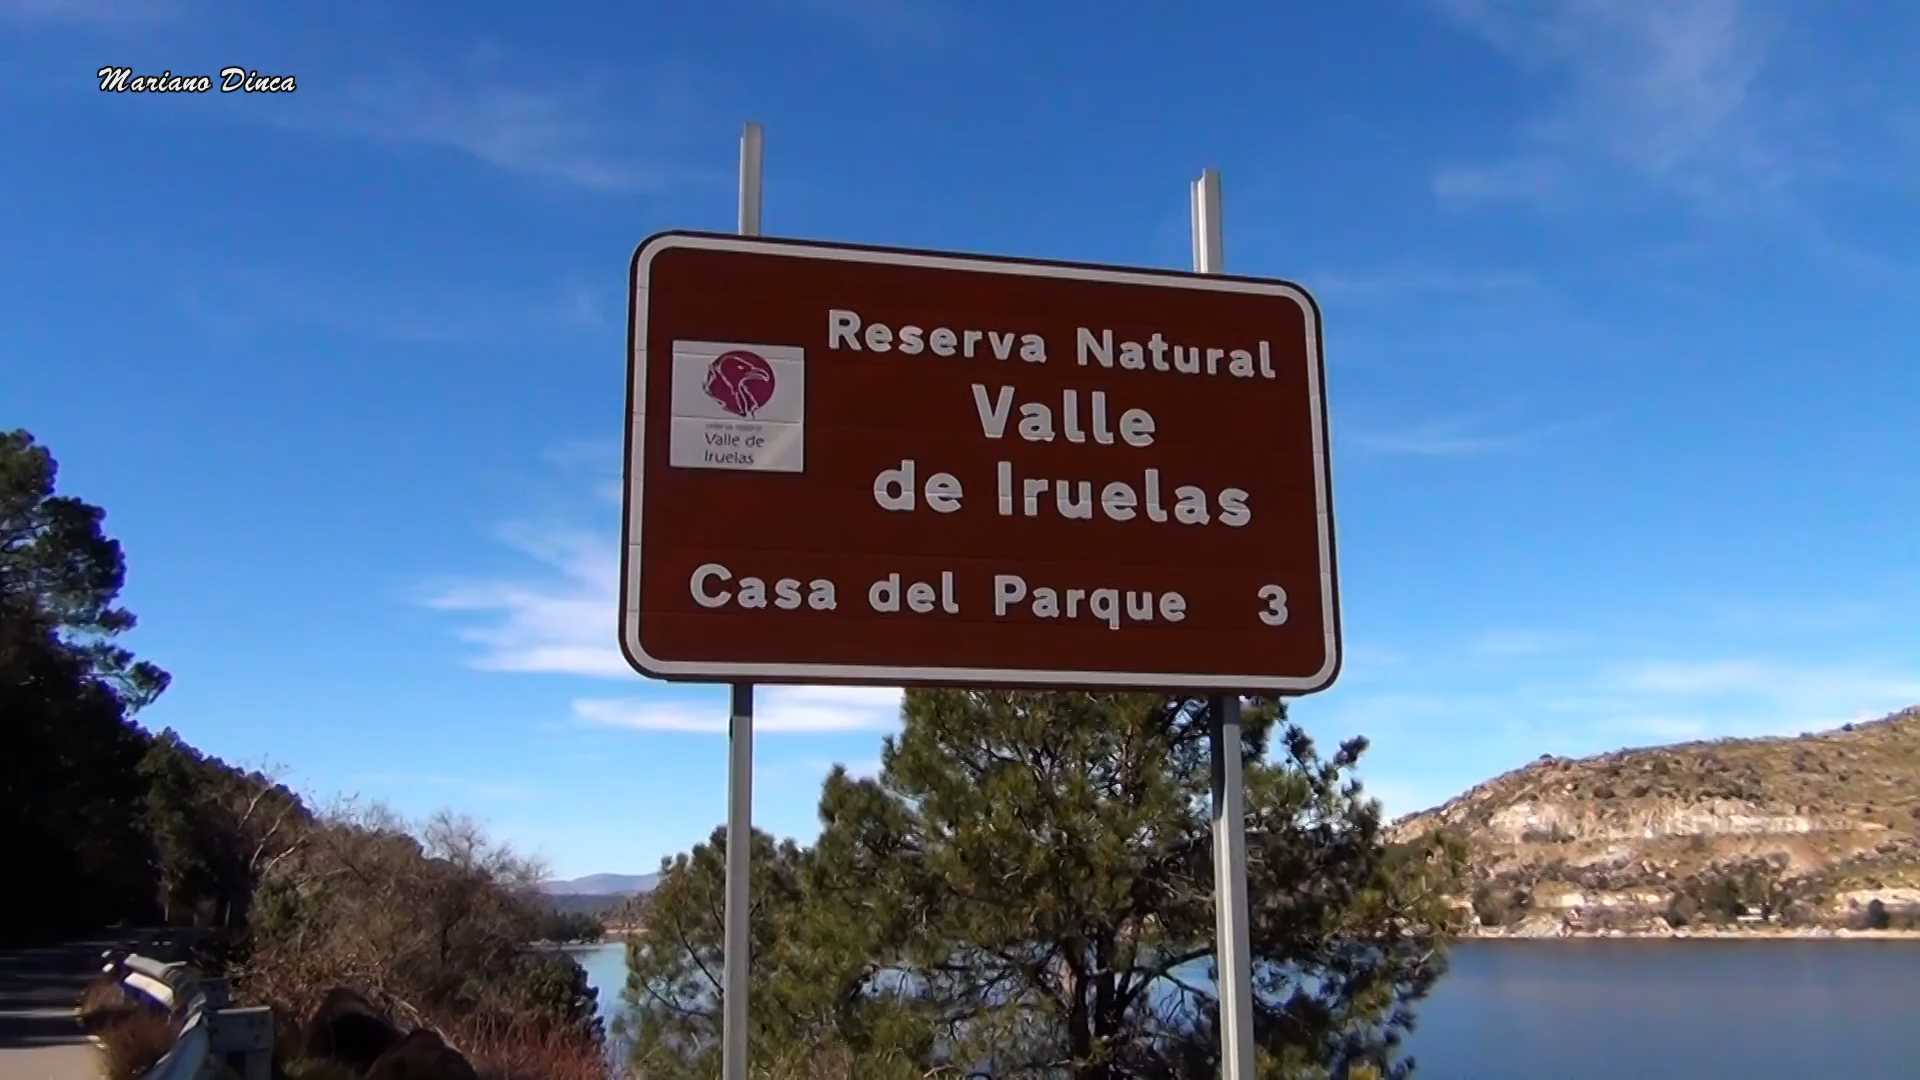 Mariano Dinca
Reserva Natural
Valle
de Iruelas
Valle de
Iruelas
Casa del Parque 3